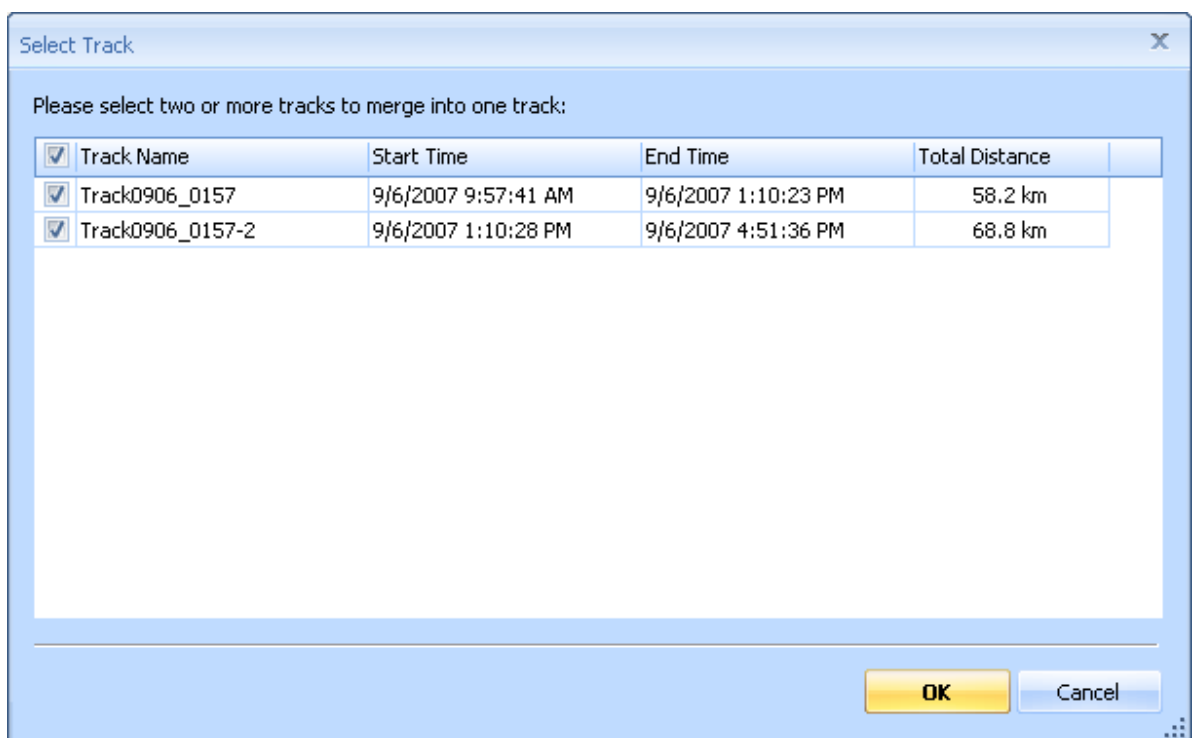 Select Track
Please select two or more tracks to merge into one track:
Track Name Start Time End Time Total Distance
Track0906_0157 9/6/2007 9:57:41 AM 9/6/2007 1:10:23 PM 58.2 km
Track0906_0157-2 9/6/2007 1:10:28 PM 9/6/2007 4:51:36 PM 68.8 km
OK Cancel